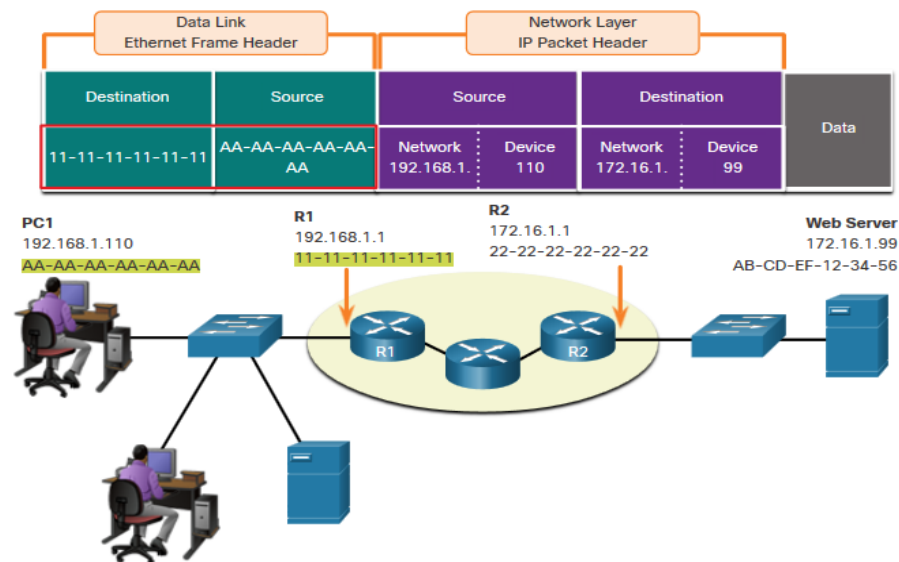 Data Link
Ethernet Frame Header
Network Layer
IP Packet Header
Destination
Source
Source
Destination
Data
11-11-11-11-11-11
AA-AA-AA-AA-AA-
AA
Network
192.168.1.
Device
110
Network
172.16.1.
Device
99
PC1
192.168.1.110
AA-AA-AA-AA-AA-AA
R1
192.168.1.1
11-11-11-11-11-11
R2
172.16.1.1
22-22-22-22-22-22
Web Server
172.16.1.99
AB-CD-EF-12-34-56
R1
R2